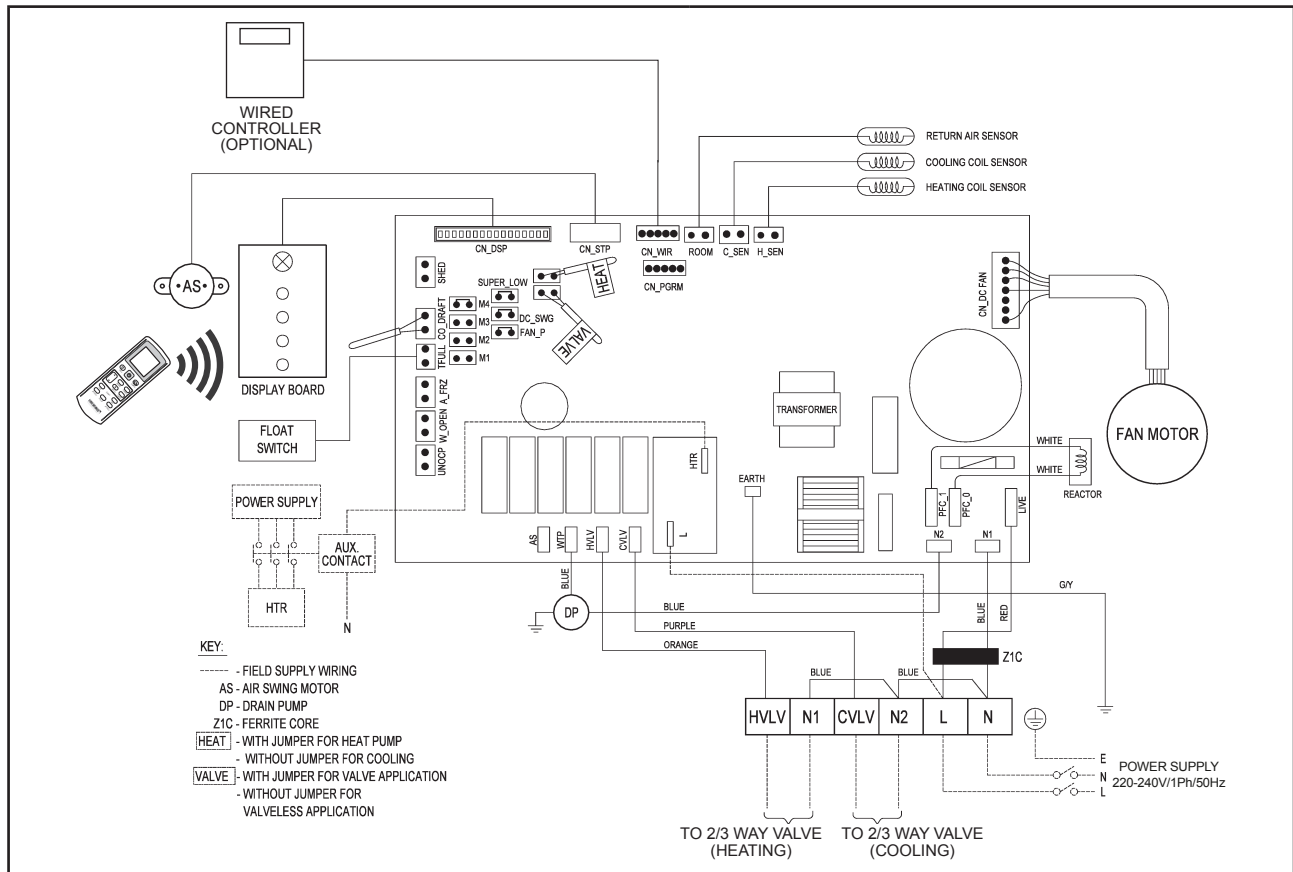 WIRED
CONTROLLER
(OPTIONAL)
RETURN AIR SENSOR
COOLING COIL SENSOR
HEATING COIL SENSOR
CN_DSP
CN_STP
CN_WIR
ROOM
C_SEN
H_SEN
CN_PGRM
SHED
SUPER_LOW
HEAT
VALVE
CO_DRAFT
M4
M3
M2
M1
DC_SWG
FAN_P
TFULL
A_FRZ
W_OPEN
UNOCP
CN_DC FAN
AS
DISPLAY BOARD
FLOAT
SWITCH
TRANSFORMER
FAN MOTOR
WHITE
WHITE
REACTOR
POWER SUPPLY
AUX.
CONTACT
HTR
N
HTR
EARTH
L
PFC_1
PFC_0
LIVE
N2
N1
AS
WTP
HVLV
CVLV
BLUE
DP
BLUE
PURPLE
ORANGE
G/Y
BLUE
RED
Z1C
BLUE
BLUE
HVLV N1 CVLV N2 L N
E
N
L
POWER SUPPLY
220-240V/1Ph/50Hz
TO 2/3 WAY VALVE
(HEATING)
TO 2/3 WAY VALVE
(COOLING)
KEY:
------ - FIELD SUPPLY WIRING
AS - AIR SWING MOTOR
DP - DRAIN PUMP
Z1C - FERRITE CORE
HEAT - WITH JUMPER FOR HEAT PUMP
- WITHOUT JUMPER FOR COOLING
VALVE - WITH JUMPER FOR VALVE APPLICATION
- WITHOUT JUMPER FOR
VALVELESS APPLICATION